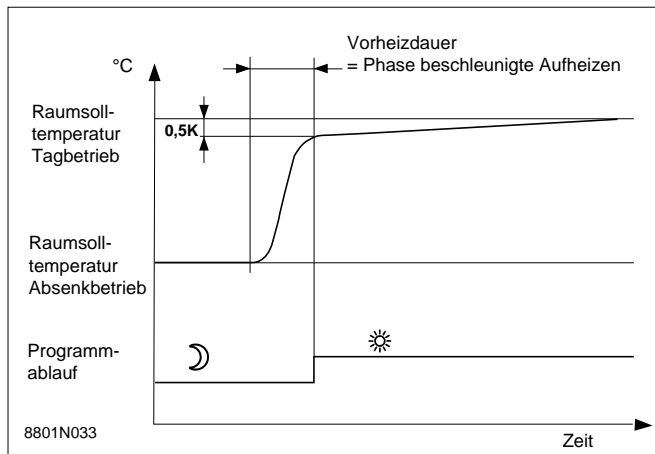 Vorheizdauer
= Phase beschleunigte Aufheizen
°C
Raumsoll-
temperatur
Tagbetrieb
0,5K
Raumsoll-
temperatur
Absenkbetrieb
Programm-
ablauf
8801N033
Zeit